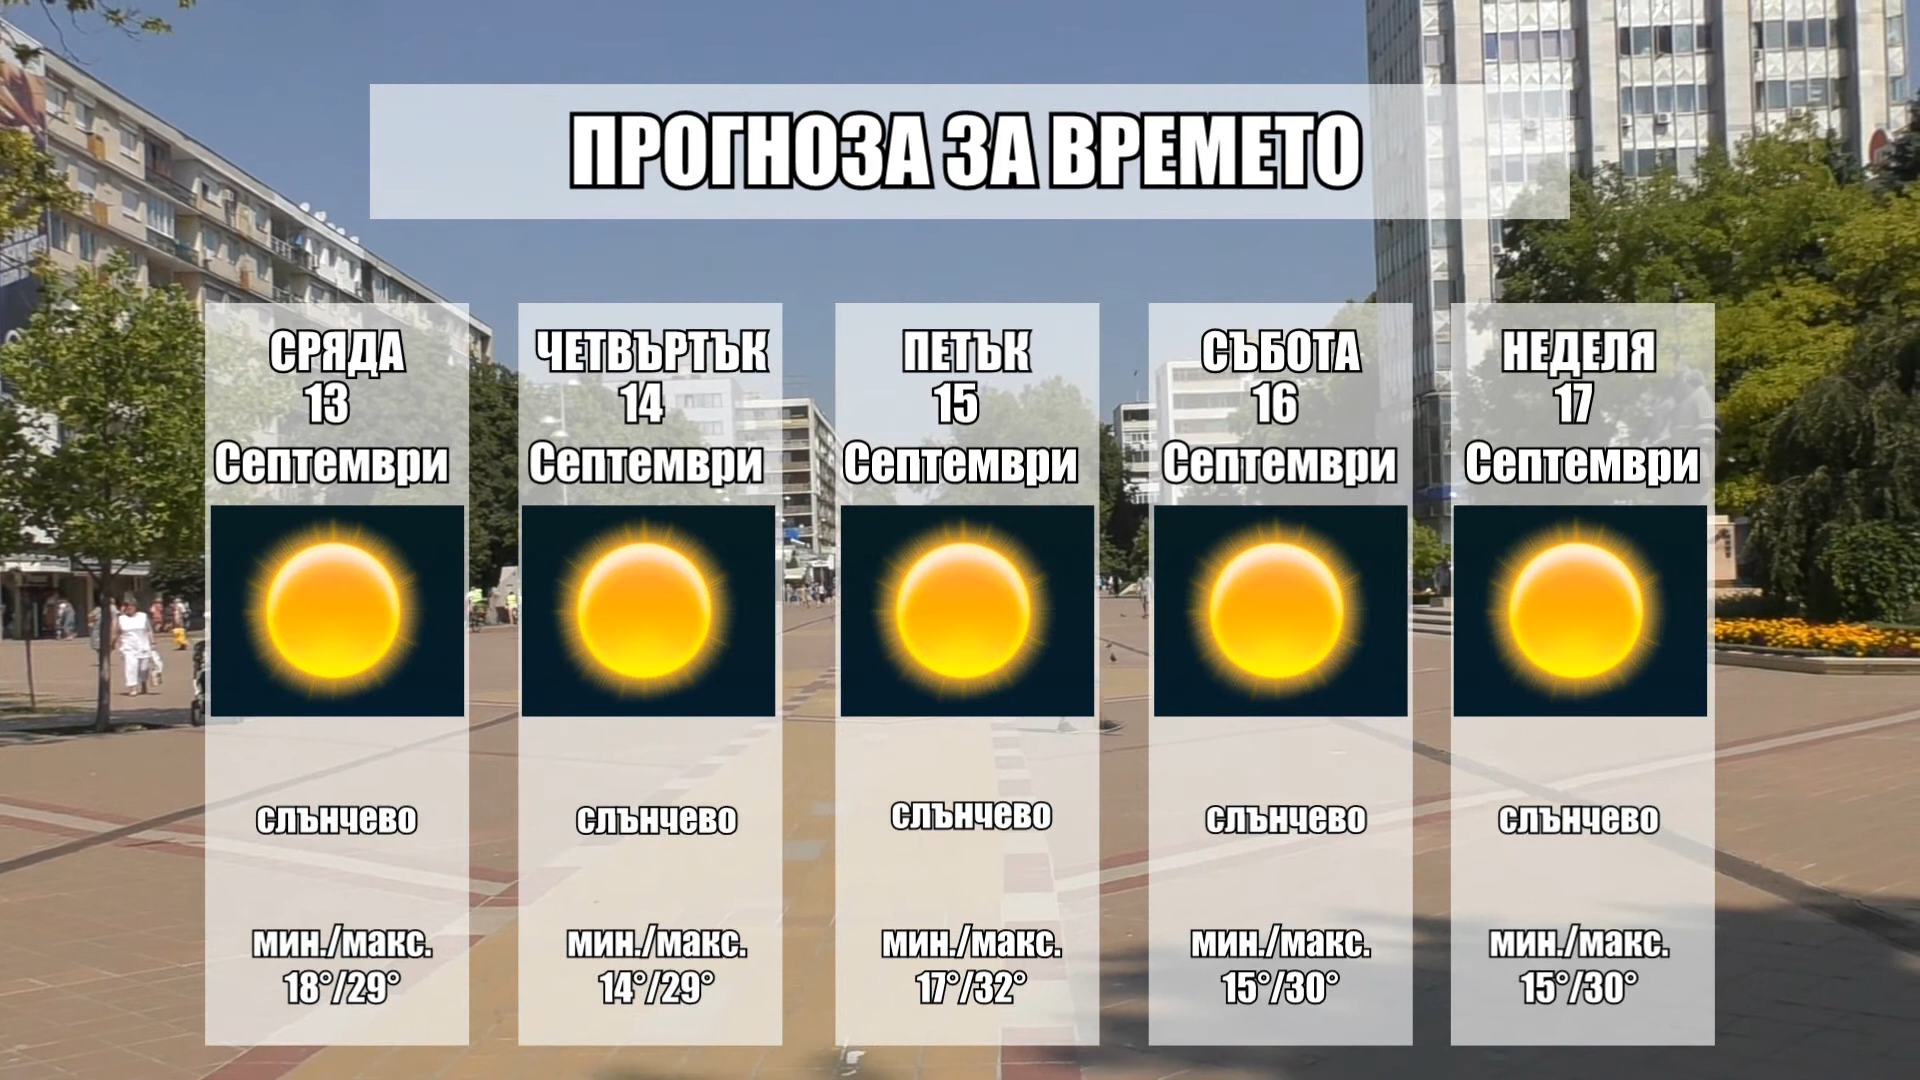 ПРОГНОЗА ЗА ВРЕМЕТО
СРЯДА
13
Септември
слънчево
мин./макс.
18°/29°
ЧЕТВЪРТЪК
14
Септември
слънчево
мин./макс.
14°/29°
ПЕТЪК
15
Септември
слънчево
мин./макс.
17°/32°
СЪБОТА
16
Септември
слънчево
мин./макс.
15°/30°
НЕДЕЛЯ
17
Септември
слънчево
мин./макс.
15°/30°